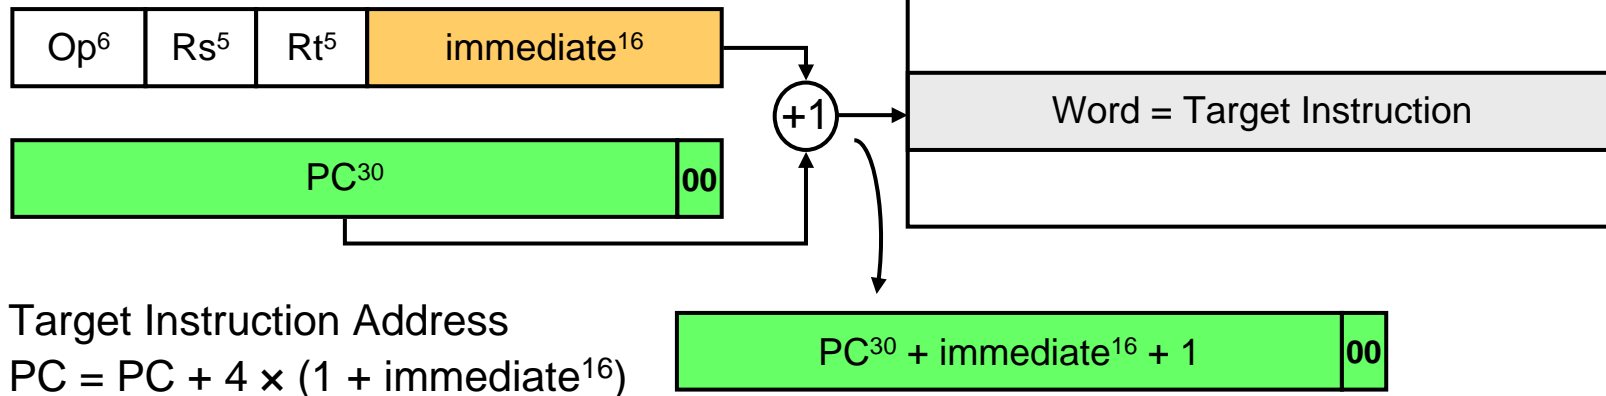 Op⁶ Rs⁵ Rt⁵ immediate¹⁶
+1
Word = Target Instruction
PC³⁰ 00
Target Instruction Address
PC = PC + 4 × (1 + immediate¹⁶)
PC³⁰ + immediate¹⁶ + 1 00